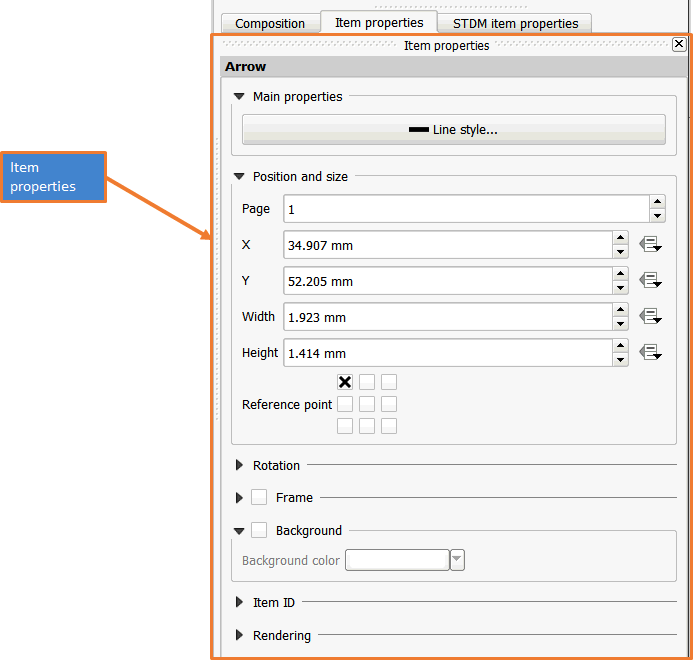 Composition Item properties STDM item properties
Item properties
Arrow
Main properties
Line style...
Item
properties
Position and size
Page 1
X 34.907 mm
Y 52.205 mm
Width 1.923 mm
Height 1.414 mm
Reference point
Rotation
Frame
Background
Background color
Item ID
Rendering